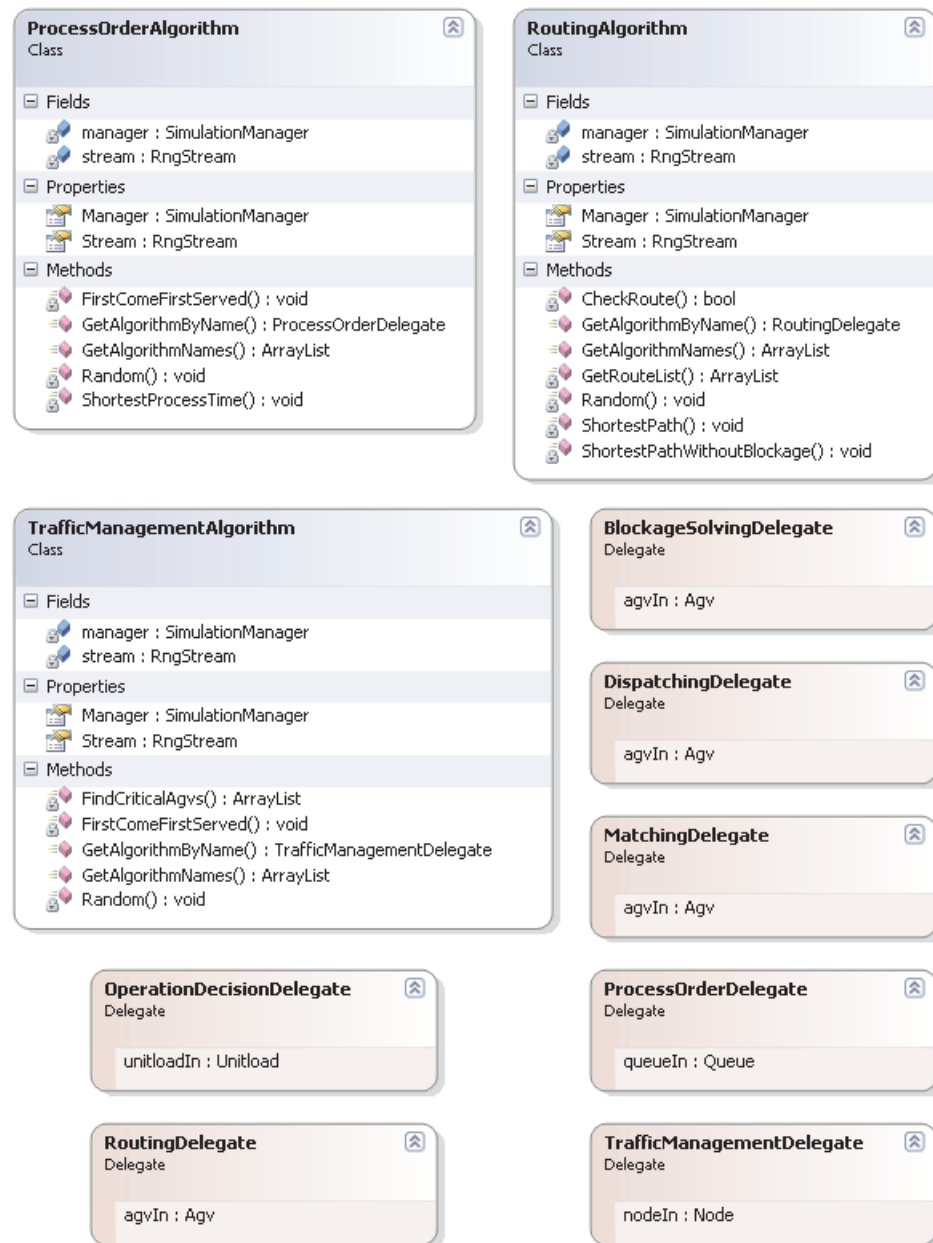 ProcessOrderAlgorithm
Class
Fields
manager : SimulationManager
stream : RngStream
Properties
Manager : SimulationManager
Stream : RngStream
Methods
FirstComeFirstServed() : void
GetAlgorithmByName() : ProcessOrderDelegate
GetAlgorithmNames() : ArrayList
Random() : void
ShortestProcessTime() : void
RoutingAlgorithm
Class
Fields
manager : SimulationManager
stream : RngStream
Properties
Manager : SimulationManager
Stream : RngStream
Methods
CheckRoute() : bool
GetAlgorithmByName() : RoutingDelegate
GetAlgorithmNames() : ArrayList
GetRouteList() : ArrayList
Random() : void
ShortestPath() : void
ShortestPathWithoutBlockage() : void
TrafficManagementAlgorithm
Class
Fields
manager : SimulationManager
stream : RngStream
Properties
Manager : SimulationManager
Stream : RngStream
Methods
FindCriticalAgvs() : ArrayList
FirstComeFirstServed() : void
GetAlgorithmByName() : TrafficManagementDelegate
GetAlgorithmNames() : ArrayList
Random() : void
BlockageSolvingDelegate
Delegate
agvIn : Agv
DispatchingDelegate
Delegate
agvIn : Agv
MatchingDelegate
Delegate
agvIn : Agv
OperationDecisionDelegate
Delegate
unitloadIn : Unitload
ProcessOrderDelegate
Delegate
queueIn : Queue
RoutingDelegate
Delegate
agvIn : Agv
TrafficManagementDelegate
Delegate
nodeIn : Node